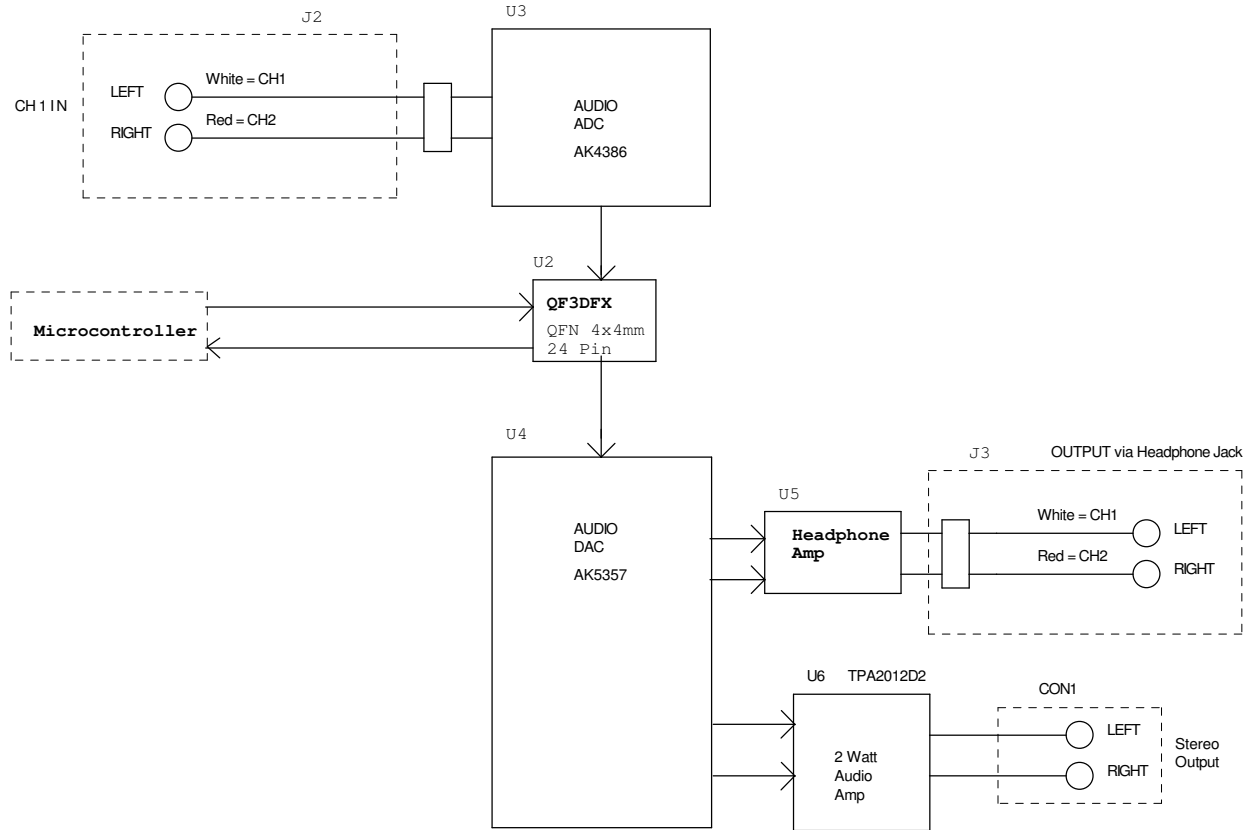 J2
U3
CH 1 IN
LEFT
White = CH1
RIGHT
Red = CH2
AUDIO
ADC
AK4386
U2
QF3DFX
QFN 4x4mm
24 Pin
Microcontroller
U4
AUDIO
DAC
AK5357
U5
Headphone
Amp
J3
OUTPUT via Headphone Jack
White = CH1
LEFT
Red = CH2
RIGHT
U6 TPA2012D2
2 Watt
Audio
Amp
CON1
LEFT
RIGHT
Stereo
Output